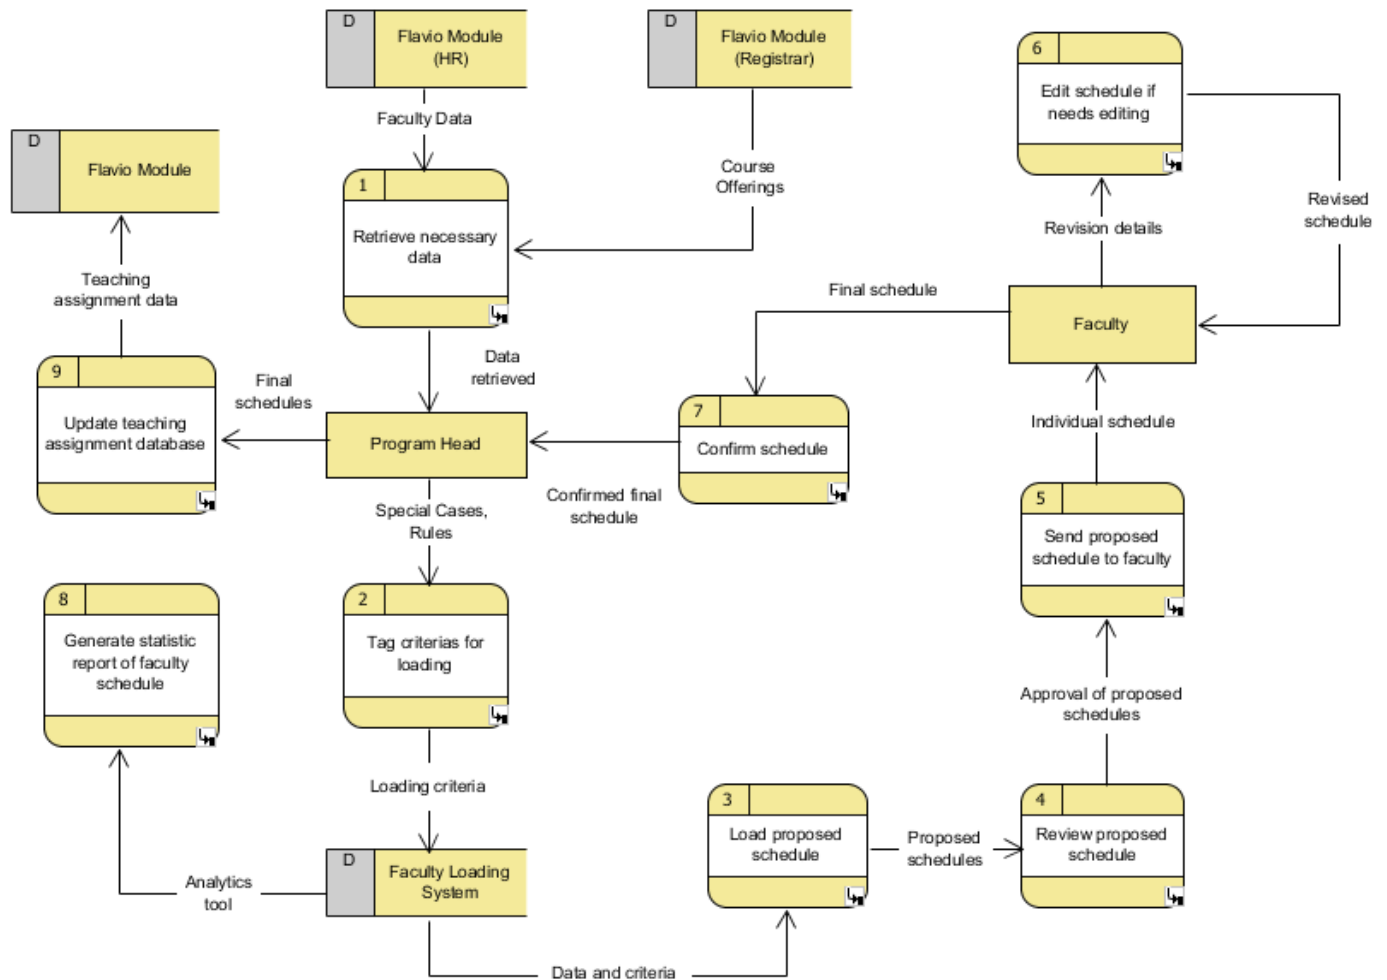 D
Flavio Module
(HR)
D
Flavio Module
(Registrar)
6
Edit schedule if
needs editing
Faculty Data
D
Flavio Module
Course
Offerings
1
Retrieve necessary
data
Revised
schedule
Revision details
Teaching
assignment data
Final schedule
Faculty
9
Update teaching
assignment database
Final
schedules
Data
retrieved
Program Head
7
Confirm schedule
Individual schedule
Confirmed final
schedule
Special Cases,
Rules
5
Send proposed
schedule to faculty
8
Generate statistic
report of faculty
schedule
2
Tag criterias for
loading
Approval of proposed
schedules
Loading criteria
3
Load proposed
schedule
Proposed
schedules
4
Review proposed
schedule
D
Faculty Loading
System
Analytics
tool
Data and criteria